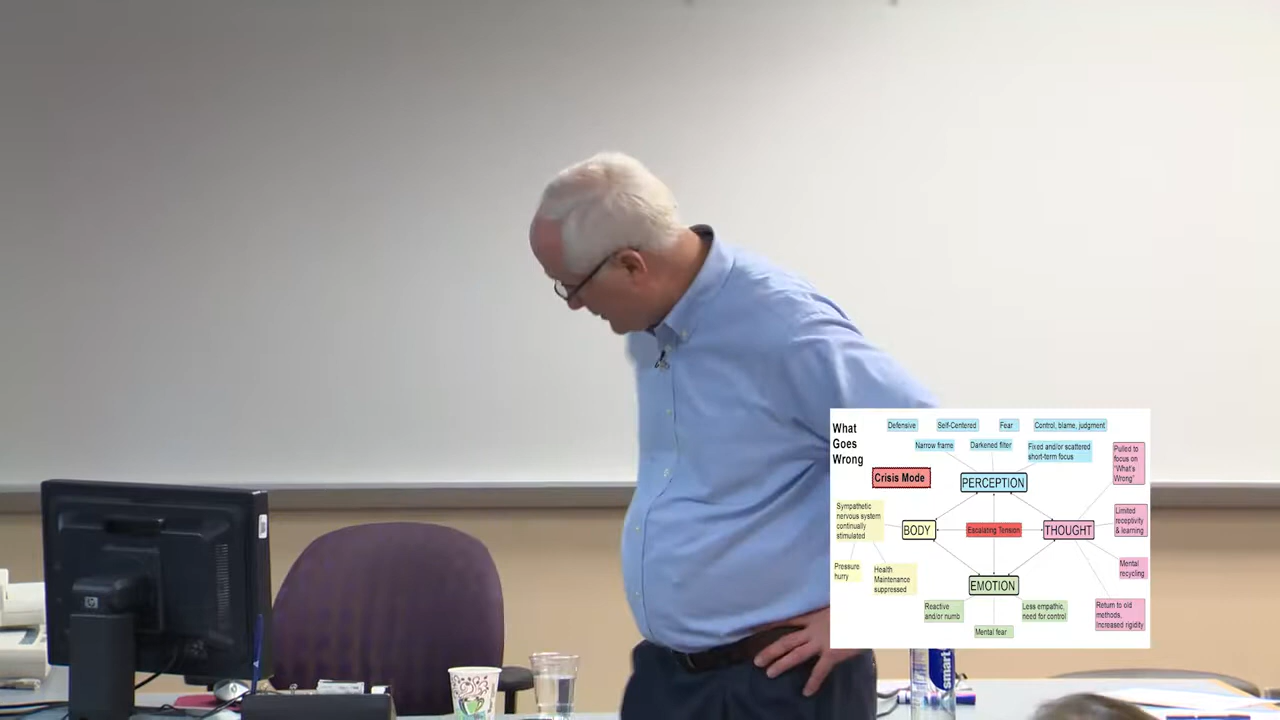 What
Goes
Wrong
Defensive
Self-Centered
Fear
Control, blame, judgment
Narrow frame
Darkened filter
Fixed and/or scattered
short-term focus
Pulled to
focus on
"What's
Wrong"
Crisis Mode
PERCEPTION
Sympathetic
nervous system
continually
stimulated
BODY
Escalating Tension
THOUGHT
Limited
receptivity
& learning
Pressure
hurry
Health
Maintenance
suppressed
EMOTION
Mental
recycling
Reactive
and/or numb
Less empathic,
need for control
Mental fear
Return to old
methods,
Increased rigidity
hp
smart